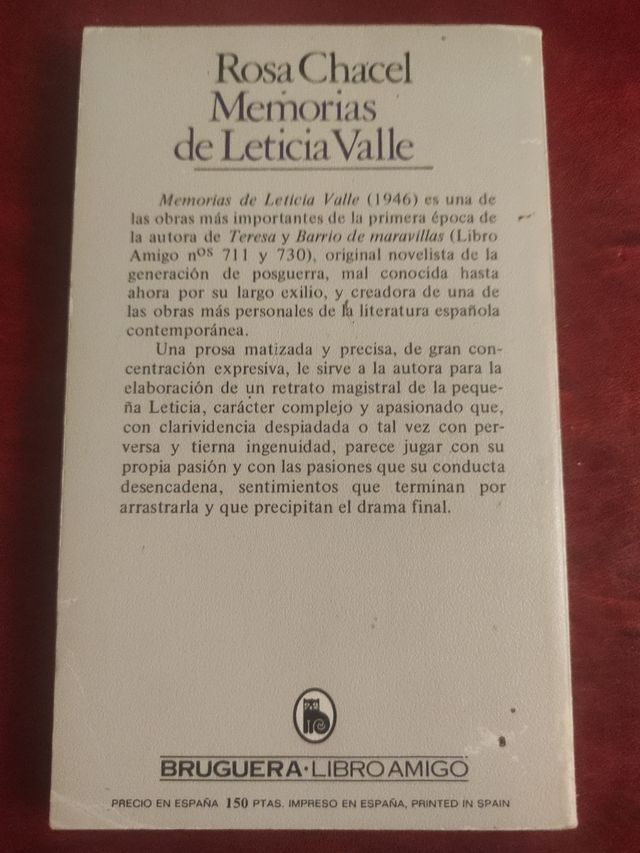 Rosa Chacel
Memorias
de Leticia Valle
Memorias de Leticia Valle (1946) es una de
las obras más importantes de la primera época de
la autora de Teresa y Barrio de maravillas (Libro
Amigo nos 711 y 730), original novelista de la
generación de posguerra, mal conocida hasta
ahora por su largo exilio, y creadora de una de
las obras más personales de la literatura española
contemporánea.
Una prosa matizada y precisa, de gran con-
centración expresiva, le sirve a la autora para la
elaboración de un retrato magistral de la peque-
ña Leticia, carácter complejo y apasionado que,
con clarividencia despiadada o tal vez con per-
versa y tierna ingenuidad, parece jugar con su
propia pasión y con las pasiones que su conducta
desencadena, sentimientos que terminan por
arrastrarla y que precipitan el drama final.
BRUGUERA·LIBRO AMIGO
PRECIO EN ESPAÑA 150 PTAS. IMPRESO EN ESPAÑA, PRINTED IN SPAIN